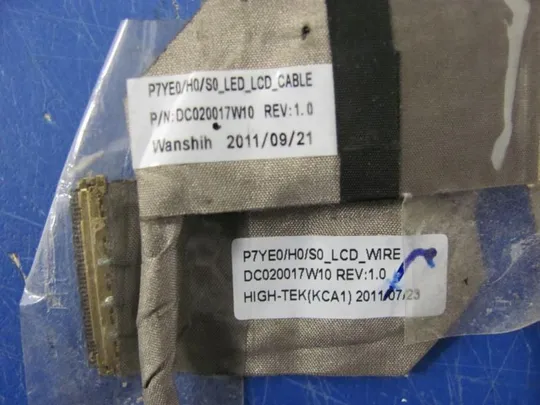 P7YE0/H0/S0_LED_LCD_CABLE
P/N:DC020017W10 REV:1.0
Wanshih 2011/09/21
P7YE0/H0/S0_LCD_WIRE
DC020017W10 REV:1.0
HIGH-TEK(KCA1) 2011/07/23